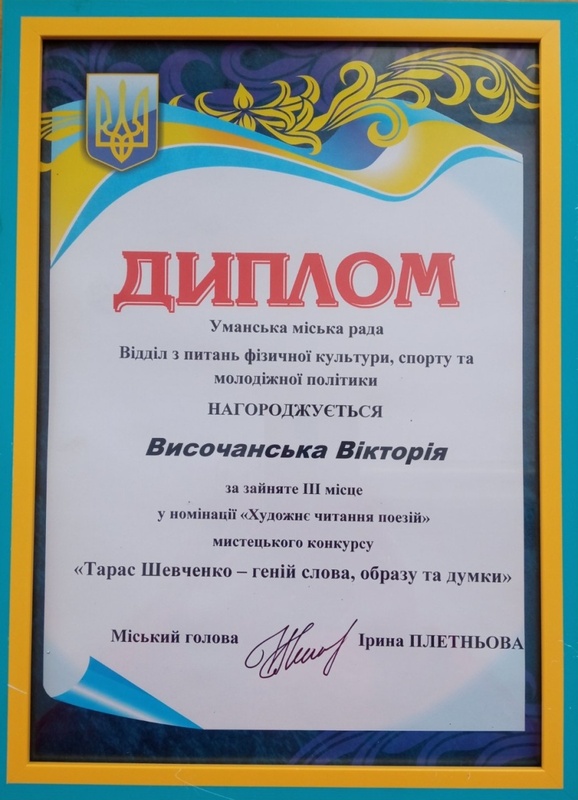 ДИПЛОМ
Уманська міська рада
Відділ з питань фізичної культури, спорту та
молодіжної політики
НАГОРОДЖУЄТЬСЯ
Височанська Вікторія
за зайняте ІІІ місце
у номінації «Художнє читання поезій»
мистецького конкурсу
«Тарас Шевченко – геній слова, образу та думки»
Міський голова Ірина ПЛЕТНЬОВА